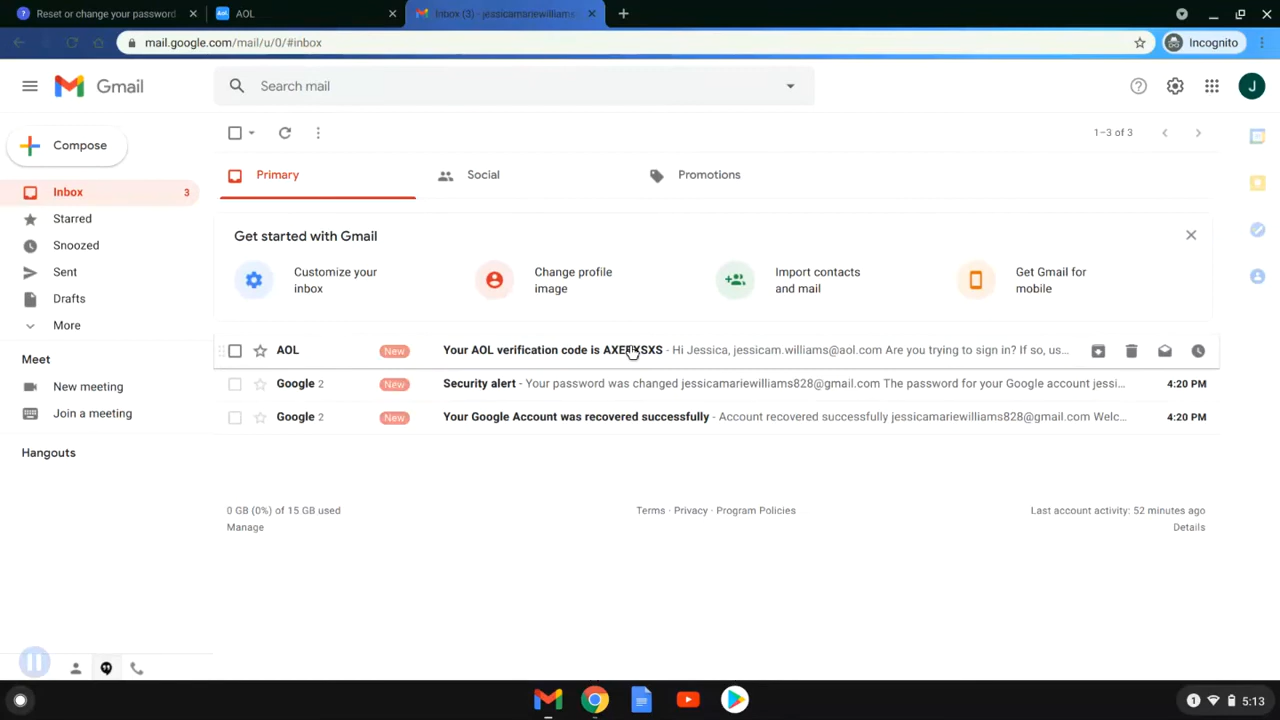 Reset or change your password
AOL
Inbox (3) - jessicamariewilliams
mail.google.com/mail/u/0/#inbox
Incognito
Gmail
Search mail
J
Compose
1–3 of 3
Primary
Social
Promotions
Inbox 3
Starred
Snoozed
Sent
Drafts
More
Get started with Gmail
Customize your
inbox
Change profile
image
Import contacts
and mail
Get Gmail for
mobile
AOL New Your AOL verification code is - Hi Jessica, jessicam.williams@aol.com Are you trying to sign in? If so, us...
Google 2 New Security alert - Your password was changed jessicamariewilliams828@gmail.com The password for your Google account jessi... 4:20 PM
Google 2 New Your Google Account was recovered successfully - Account recovered successfully jessicamariewilliams828@gmail.com Welc... 4:20 PM
Meet
New meeting
Join a meeting
Hangouts
0 GB (0%) of 15 GB used
Manage
Terms · Privacy · Program Policies
Last account activity: 52 minutes ago
Details
1 5:13